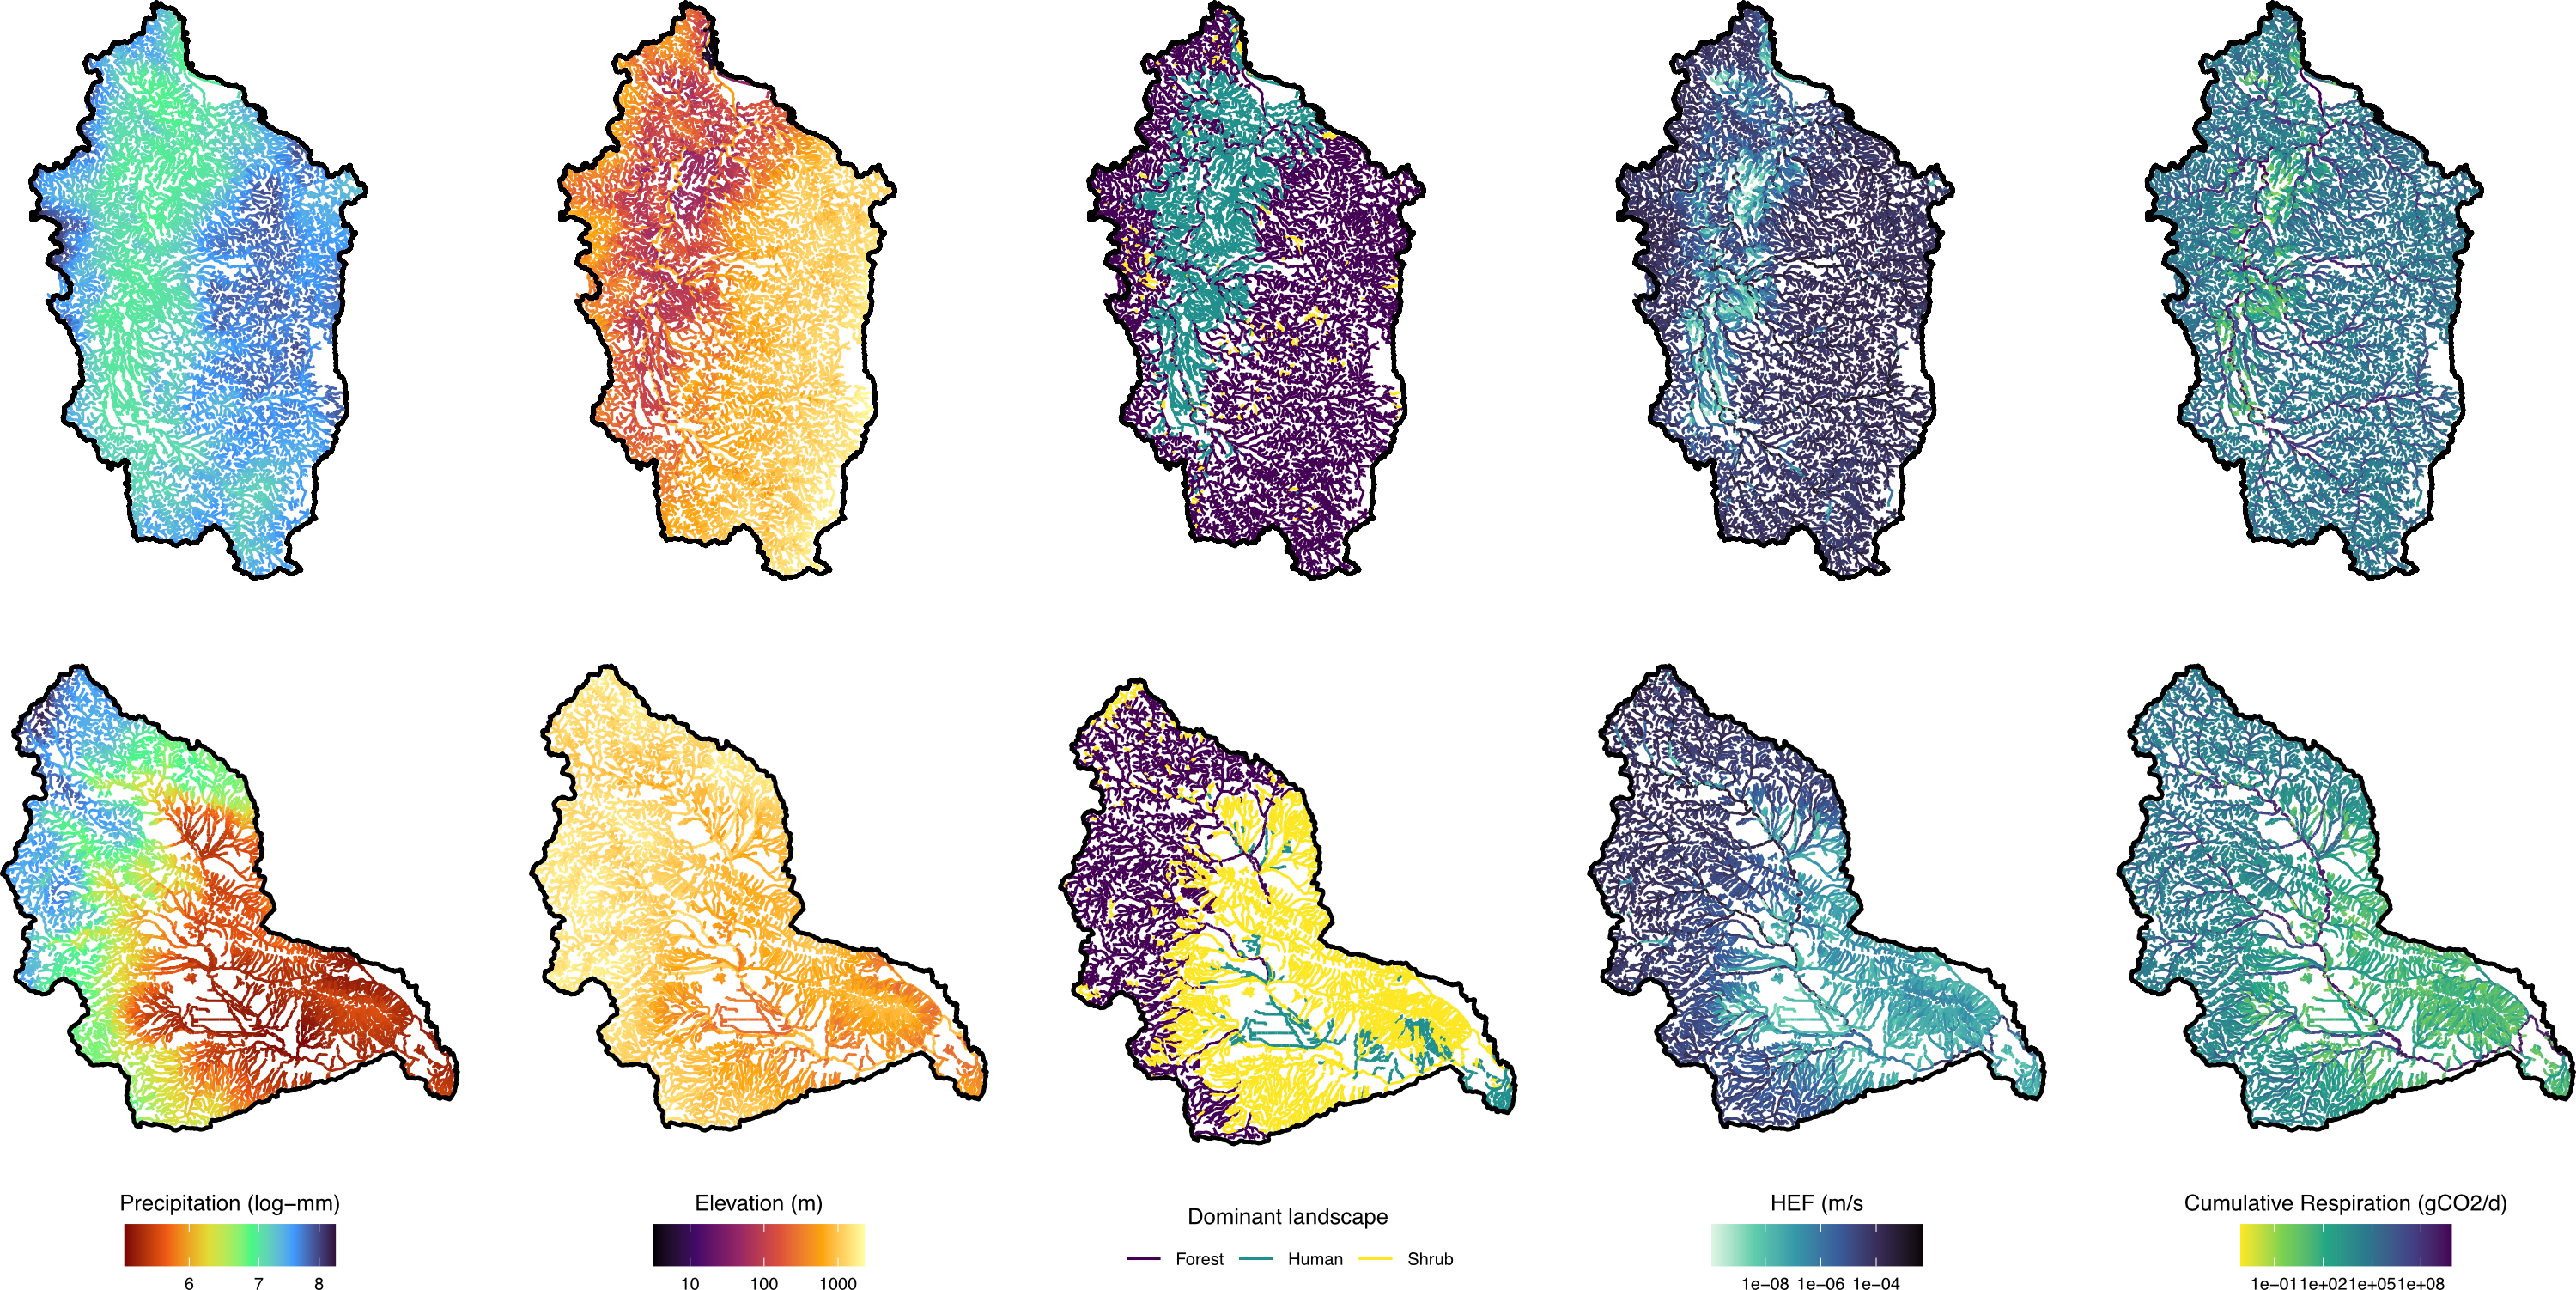 Precipitation (log−mm)
6 7 8
Elevation (m)
10 100 1000
Dominant landscape
Forest Human Shrub
HEF (m/s
1e−08 1e−06 1e−04
Cumulative Respiration (gCO2/d)
1e−011e+021e+051e+08